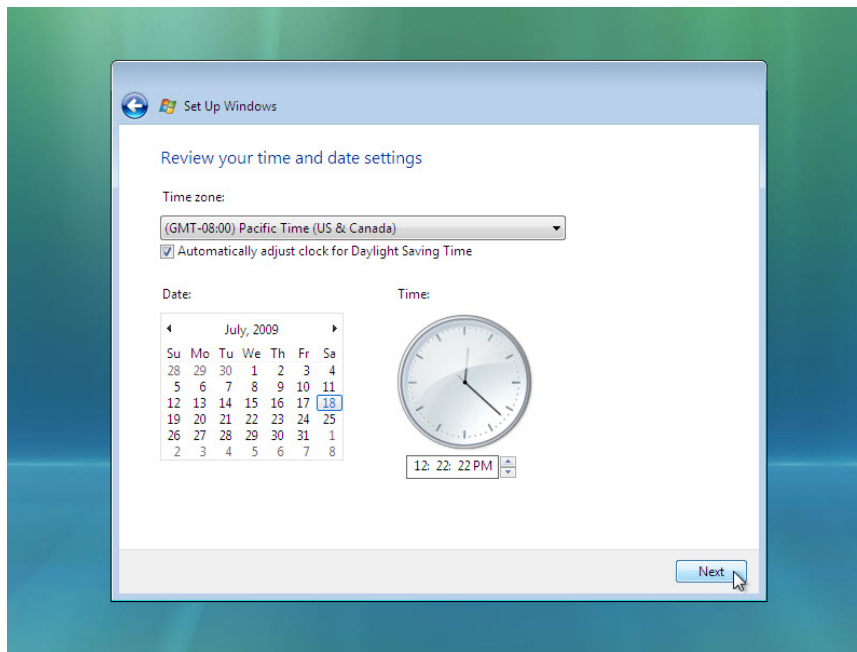 Set Up Windows
Review your time and date settings
Time zone:
(GMT-08:00) Pacific Time (US & Canada)
Automatically adjust clock for Daylight Saving Time
Date:
Time:
July, 2009
Su Mo Tu We Th Fr Sa
28 29 30 1 2 3 4
5 6 7 8 9 10 11
12 13 14 15 16 17 18
19 20 21 22 23 24 25
26 27 28 29 30 31 1
2 3 4 5 6 7 8
12: 22: 22 PM
Next